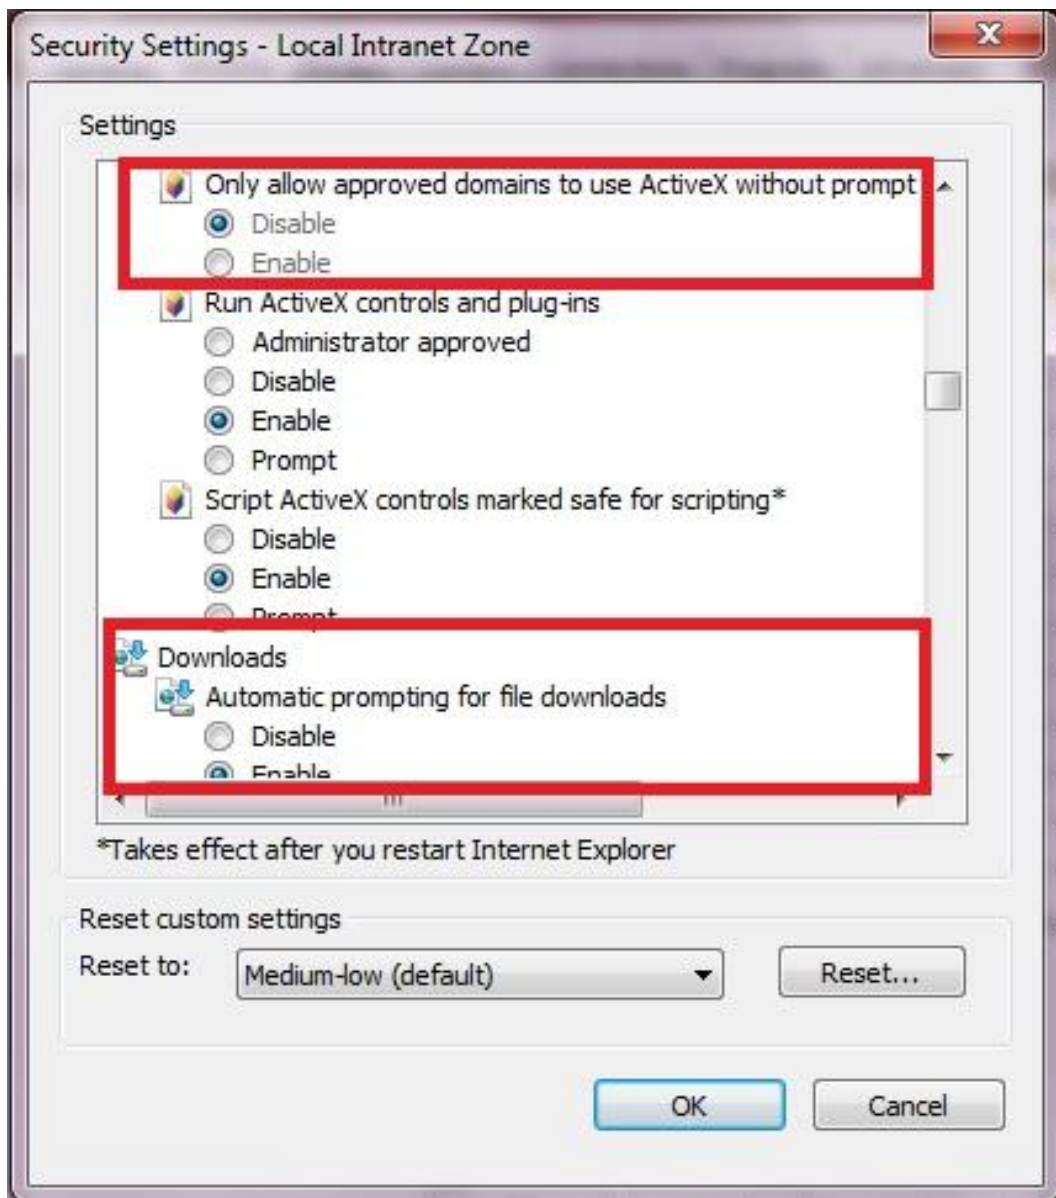 Security Settings - Local Intranet Zone
Settings
Only allow approved domains to use ActiveX without prompt
Disable
Enable
Run ActiveX controls and plug-ins
Administrator approved
Disable
Enable
Prompt
Script ActiveX controls marked safe for scripting*
Disable
Enable
Prompt
Downloads
Automatic prompting for file downloads
Disable
Enable
*Takes effect after you restart Internet Explorer
Reset custom settings
Reset to:
Medium-low (default)
Reset...
OK
Cancel